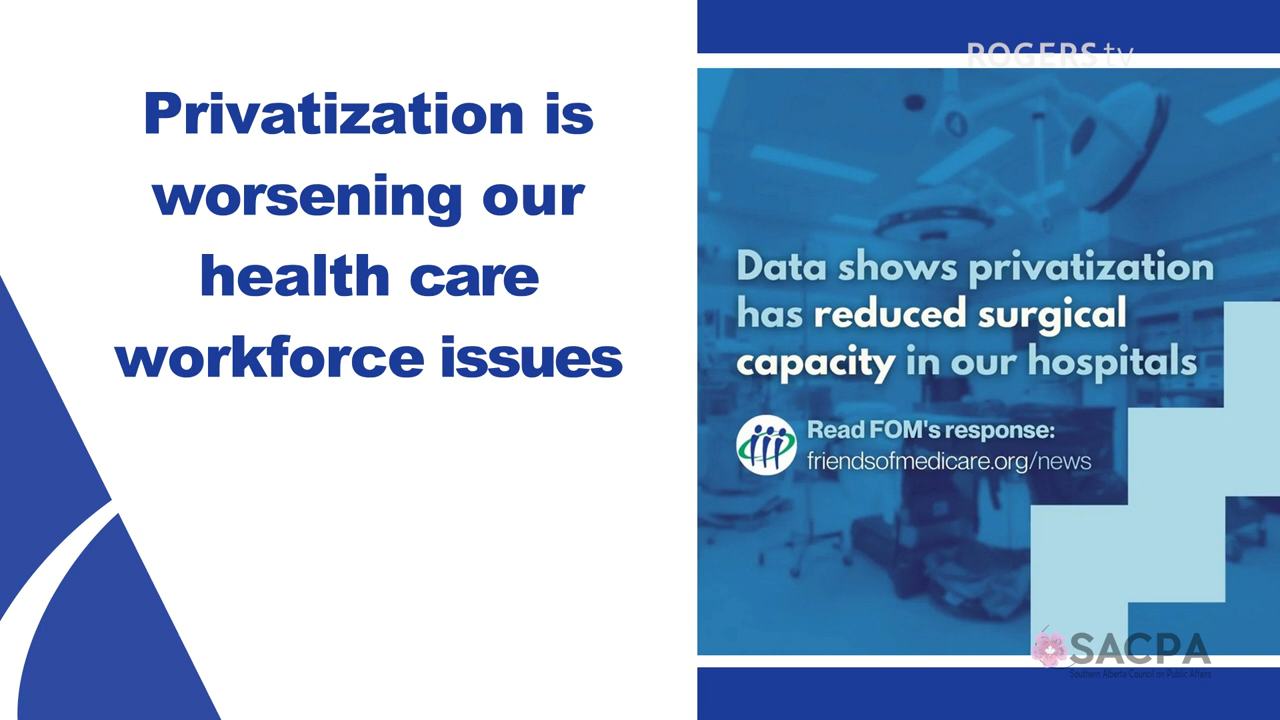 Privatization is
worsening our
health care
workforce issues
ROGERS tv
Data shows privatization
has reduced surgical
capacity in our hospitals
Read FOM's response:
friendsofmedicare.org/news
SACPA
Southern Alberta Council on Public Affairs